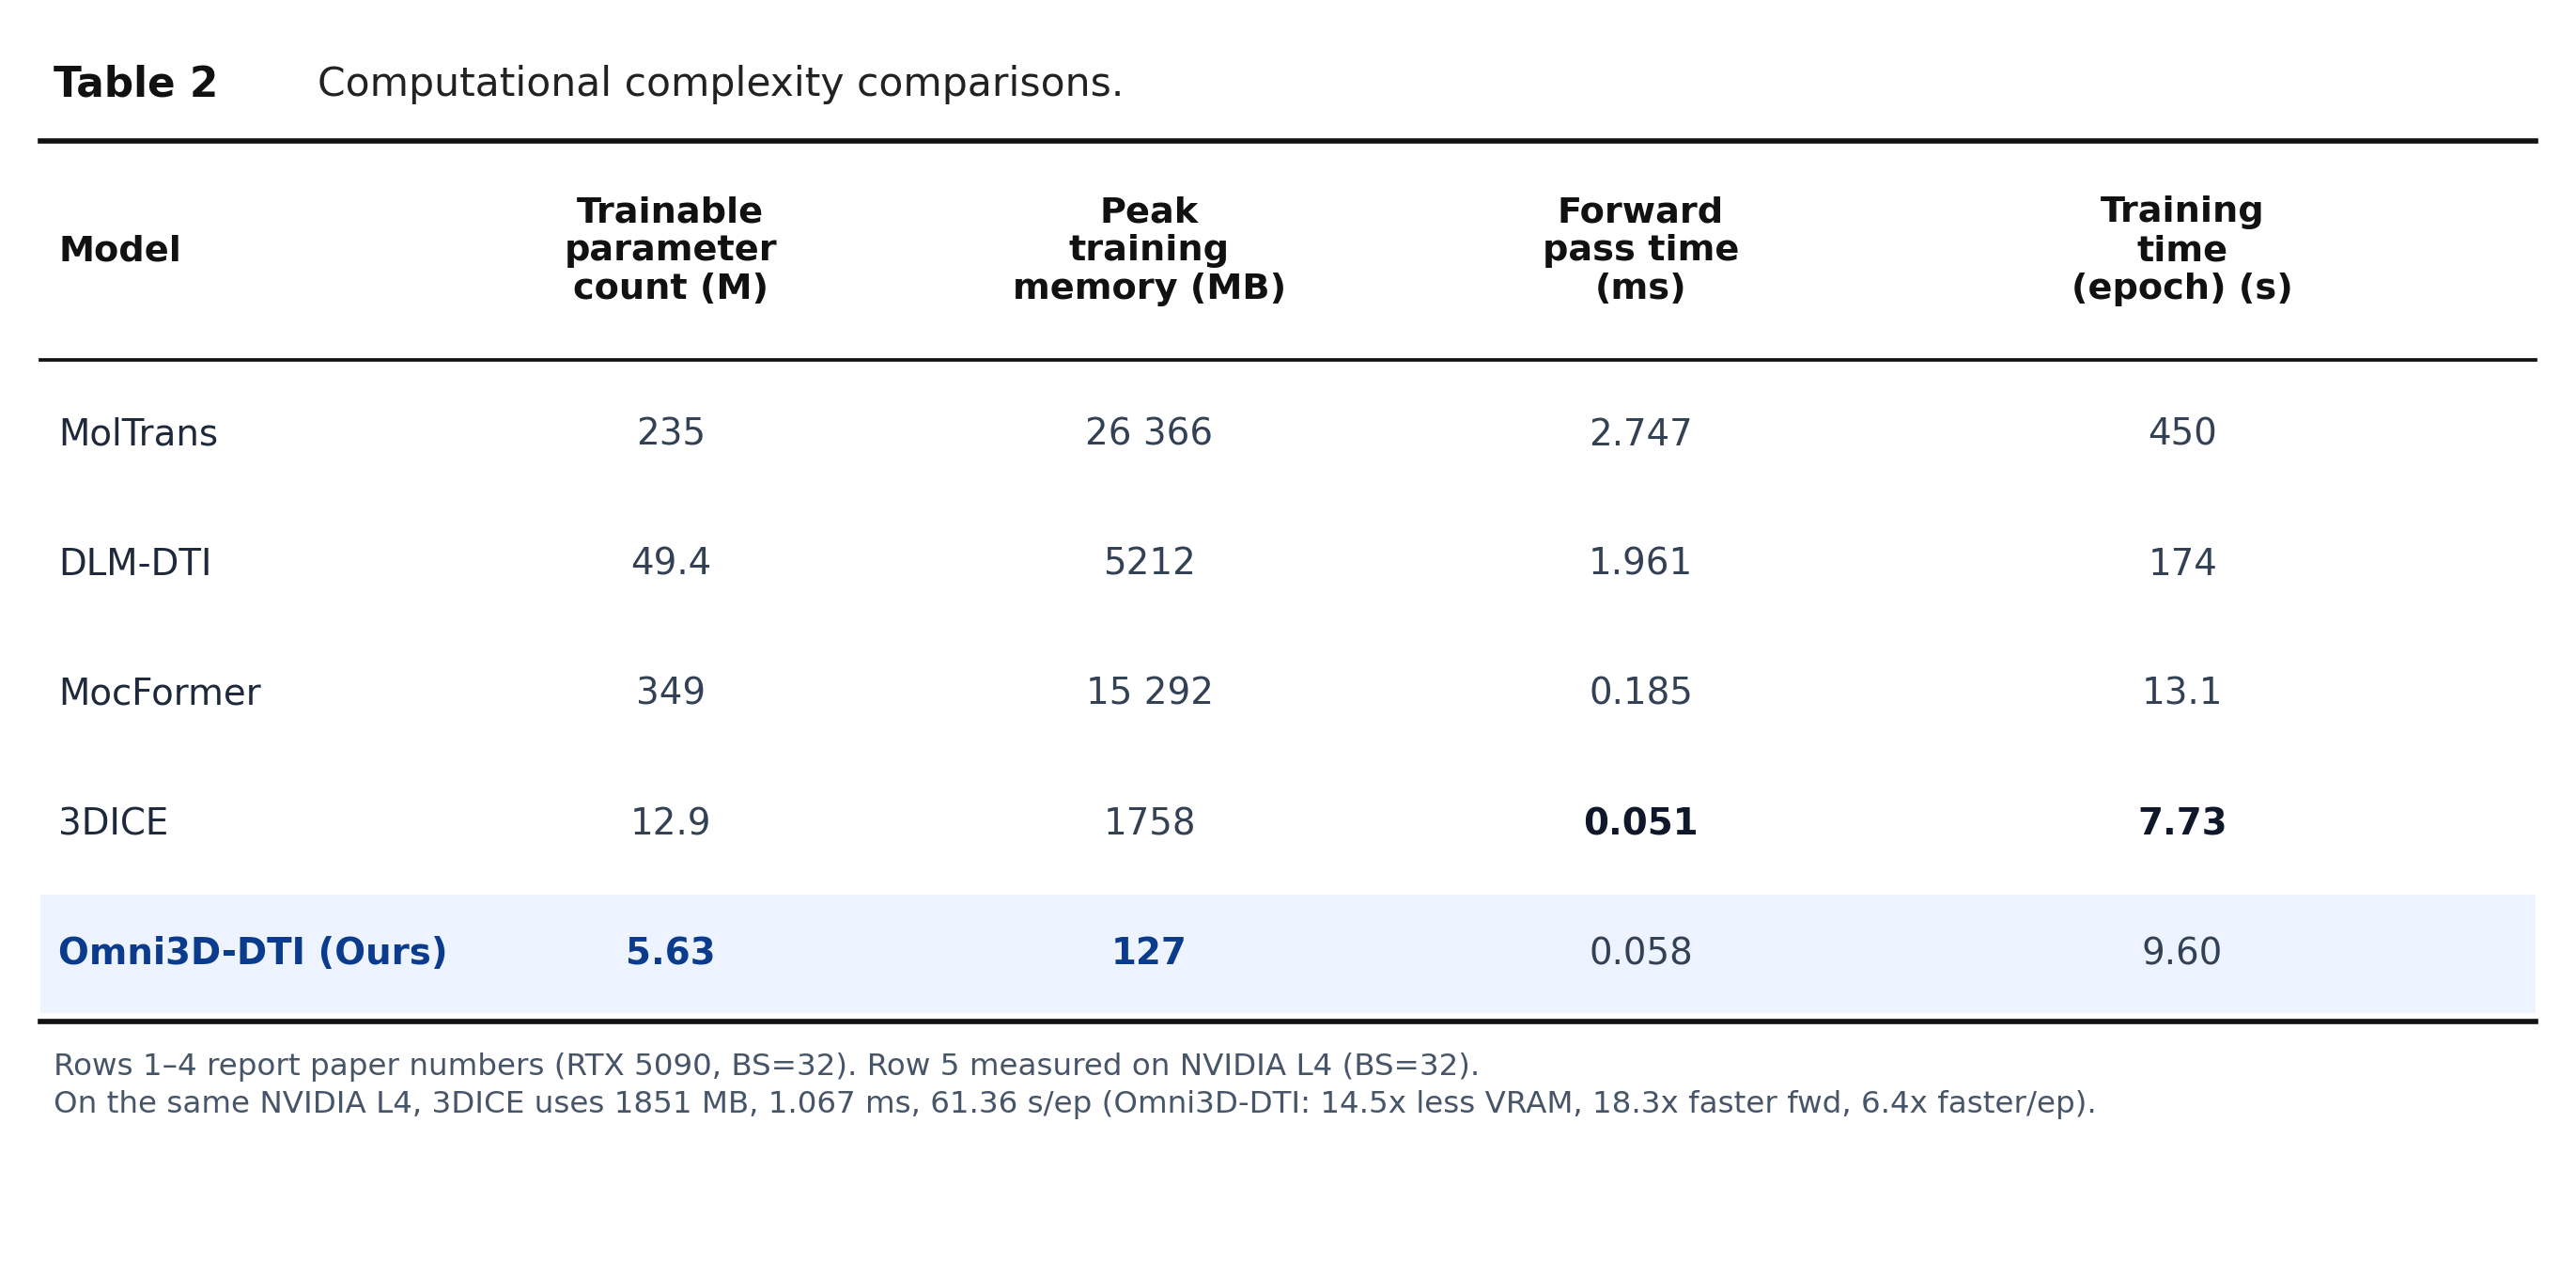 Table 2 Computational complexity comparisons.
Model Trainable parameter count (M) Peak training memory (MB) Forward pass time (ms) Training time (epoch) (s)
MolTrans 235 26 366 2.747 450
DLM-DTI 49.4 5212 1.961 174
MocFormer 349 15 292 0.185 13.1
3DICE 12.9 1758 0.051 7.73
Omni3D-DTI (Ours) 5.63 127 0.058 9.60
Rows 1–4 report paper numbers (RTX 5090, BS=32). Row 5 measured on NVIDIA L4 (BS=32).
On the same NVIDIA L4, 3DICE uses 1851 MB, 1.067 ms, 61.36 s/ep (Omni3D-DTI: 14.5x less VRAM, 18.3x faster fwd, 6.4x faster/ep).